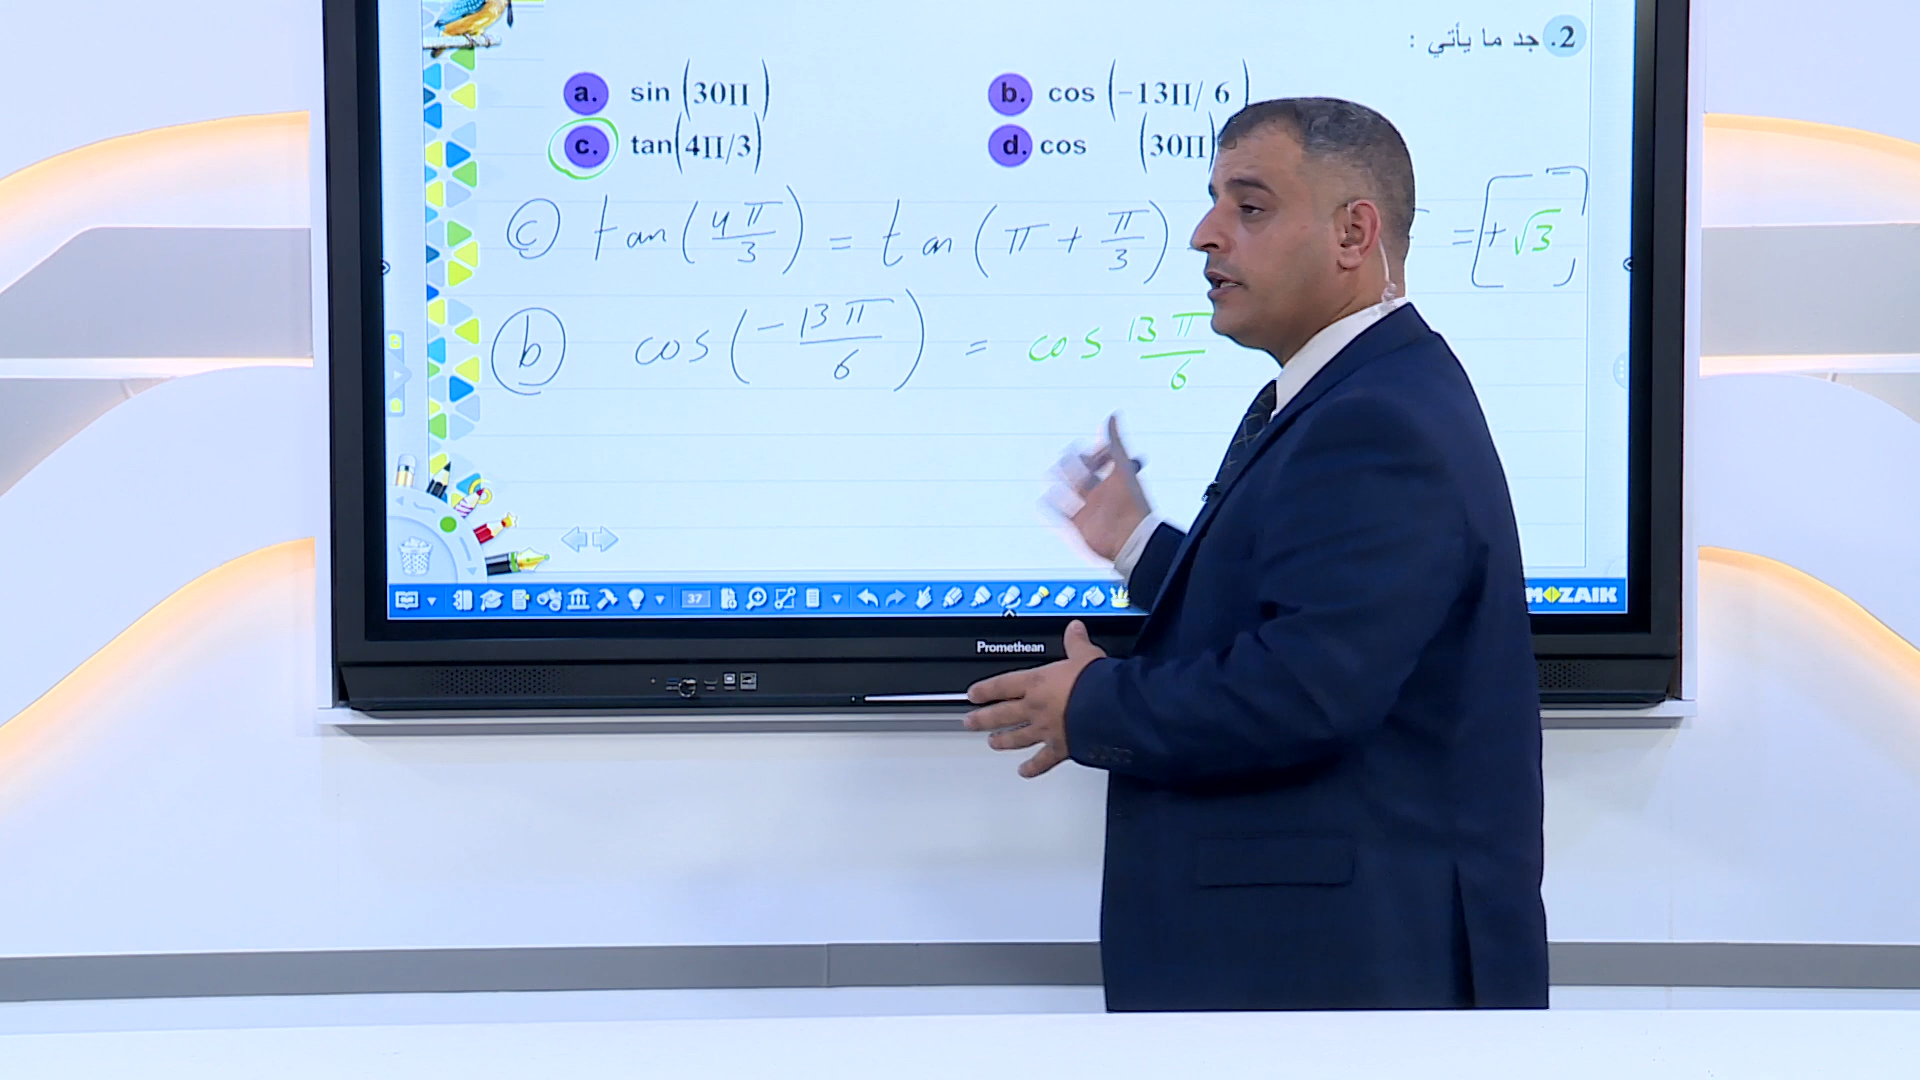 2. جد ما يأتي :
a. sin (30Π) b. cos (-13Π/ 6)
c. tan(4Π/3) d. cos (30Π)
c) tan(4π/3) = tan(π + π/3) = [+√3]
b cos(-13π/6) = cos 13π/6
37
MOZAIK
Promethean